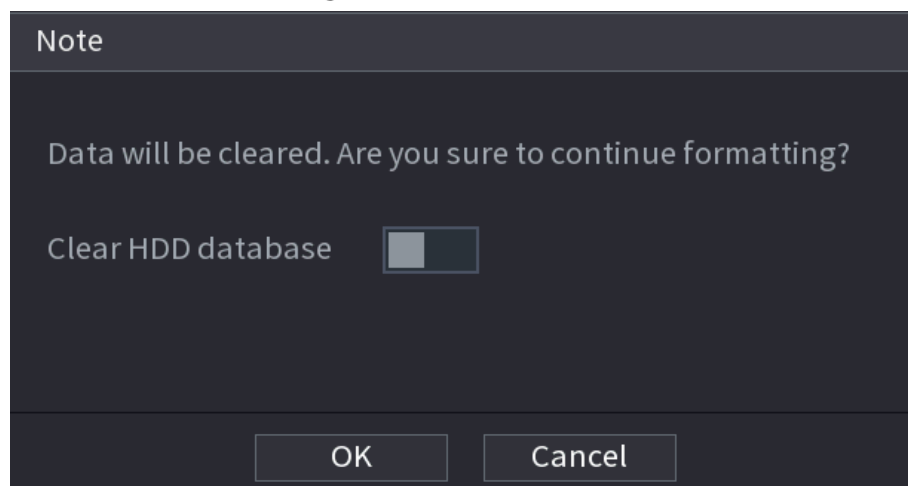 Note
Data will be cleared. Are you sure to continue formatting?
Clear HDD database
OK
Cancel